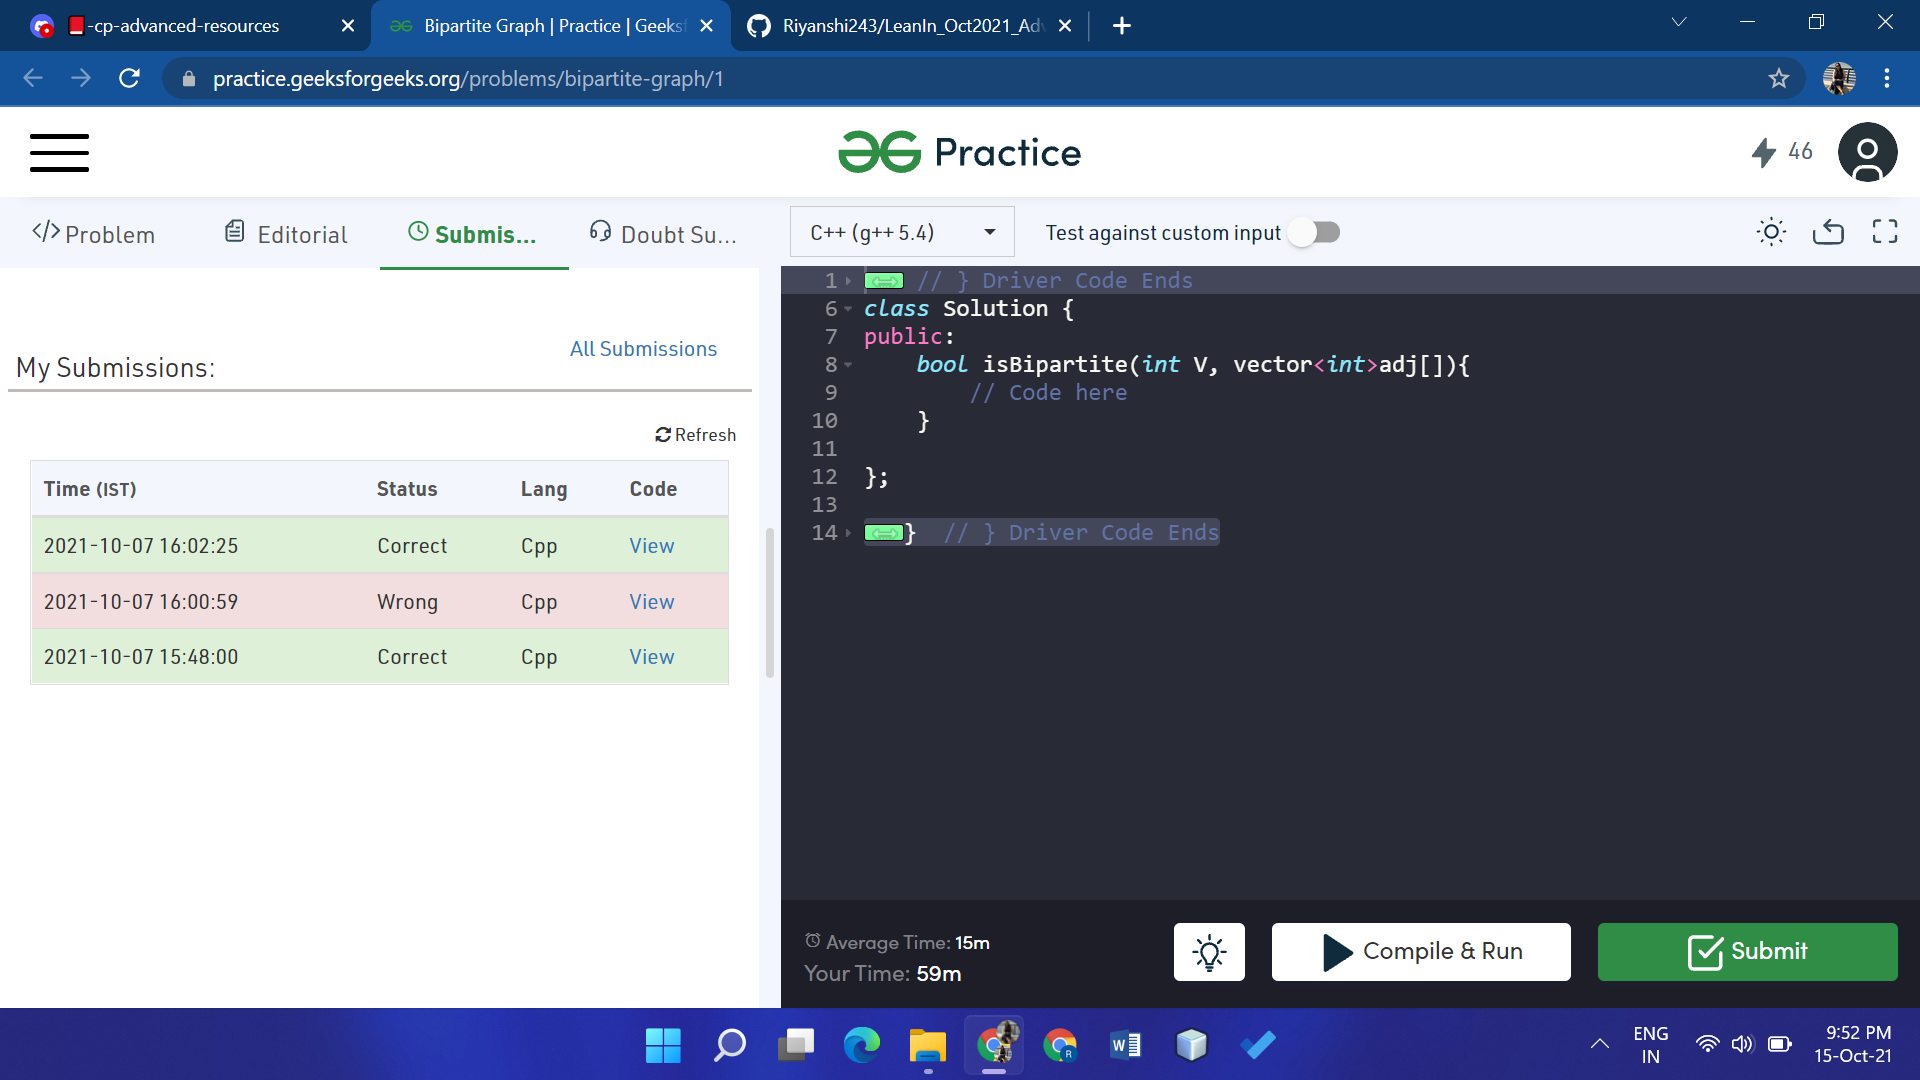 -cp-advanced-resources
Bipartite Graph | Practice | Geeks
Riyanshi243/LeanIn_Oct2021_Adv
practice.geeksforgeeks.org/problems/bipartite-graph/1
Practice
46
</> Problem
Editorial
Submis...
Doubt Su...
C++ (g++ 5.4)
Test against custom input
My Submissions:
All Submissions
Refresh
Time (IST) Status Lang Code
2021-10-07 16:02:25 Correct Cpp View
2021-10-07 16:00:59 Wrong Cpp View
2021-10-07 15:48:00 Correct Cpp View
1 // } Driver Code Ends
6 class Solution {
7 public:
8 bool isBipartite(int V, vector<int>adj[]){
9 // Code here
10 }
11
12 };
13
14 } // } Driver Code Ends
Average Time: 15m
Your Time: 59m
Compile & Run
Submit
W
R
ENG
IN
9:52 PM
15-Oct-21